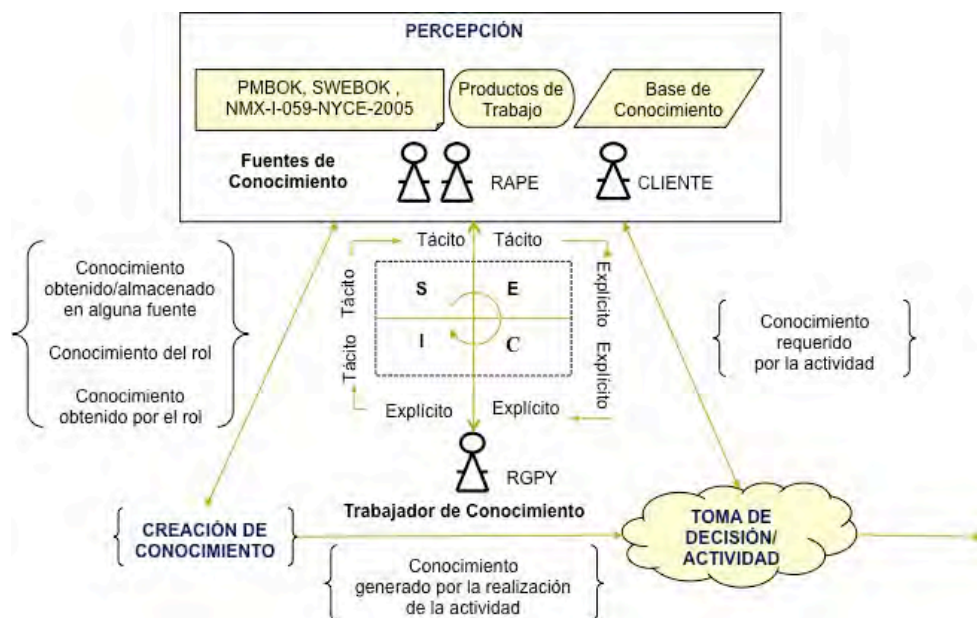 PERCEPCIÓN
PMBOK, SWEBOK ,
NMX-I-059-NYCE-2005
Productos de
Trabajo
Base de
Conocimiento
Fuentes de
Conocimiento
RAPE
CLIENTE
Conocimiento
obtenido/almacenado
en alguna fuente
Conocimiento del rol
Conocimiento
obtenido por el rol
Tácito
Tácito
Tácito
Tácito
S
E
I
C
Explícito
Explícito
Explícito
Explícito
Conocimiento
requerido
por la actividad
RGPY
Trabajador de Conocimiento
CREACIÓN DE
CONOCIMIENTO
TOMA DE
DECISIÓN/
ACTIVIDAD
Conocimiento
generado por la realización
de la actividad